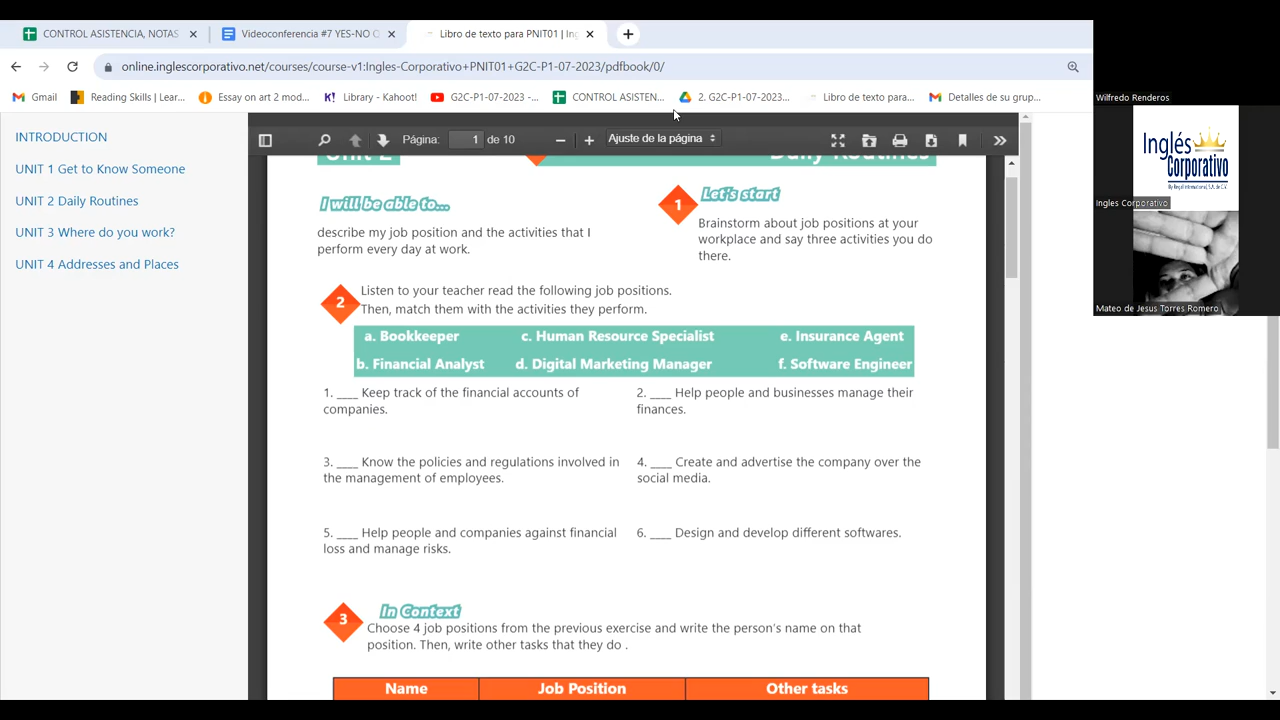 CONTROL ASISTENCIA, NOTAS
Videoconferencia #7 YES-NO Q
Libro de texto para PNIT01 | Ing
online.inglescorporativo.net/courses/course-v1:Ingles-Corporativo+PNIT01+G2C-P1-07-2023/pdfbook/0/
Gmail
Reading Skills | Lear...
Essay on art 2 mod...
Library - Kahoot!
G2C-P1-07-2023 -...
CONTROL ASISTEN...
2. G2C-P1-07-2023...
Libro de texto para...
Detalles de su grup...
Wilfredo Renderos
Inglés
Corporativo
Ingles Corporativo
Mateo de Jesus Torres Romero
INTRODUCTION
UNIT 1 Get to Know Someone
UNIT 2 Daily Routines
UNIT 3 Where do you work?
UNIT 4 Addresses and Places
Página: 1 de 10
Ajuste de la página
Unit 2
Daily Routines
I will be able to...
describe my job position and the activities that I
perform every day at work.
1
Let's start
Brainstorm about job positions at your
workplace and say three activities you do
there.
2
Listen to your teacher read the following job positions.
Then, match them with the activities they perform.
a. Bookkeeper c. Human Resource Specialist e. Insurance Agent
b. Financial Analyst d. Digital Marketing Manager f. Software Engineer
1. ____ Keep track of the financial accounts of
companies.
2. ____ Help people and businesses manage their
finances.
3. ____ Know the policies and regulations involved in
the management of employees.
4. ____ Create and advertise the company over the
social media.
5. ____ Help people and companies against financial
loss and manage risks.
6. ____ Design and develop different softwares.
3
In Context
Choose 4 job positions from the previous exercise and write the person's name on that
position. Then, write other tasks that they do .
Name Job Position Other tasks